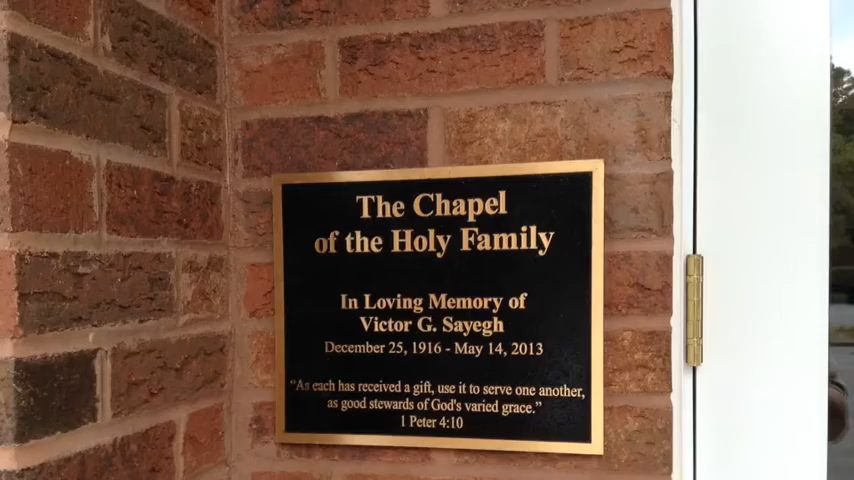 The Chapel
of the Holy Family
In Loving Memory of
Victor G. Sayegh
December 25, 1916 - May 14, 2013
“As each has received a gift, use it to serve one another,
as good stewards of God's varied grace.”
1 Peter 4:10